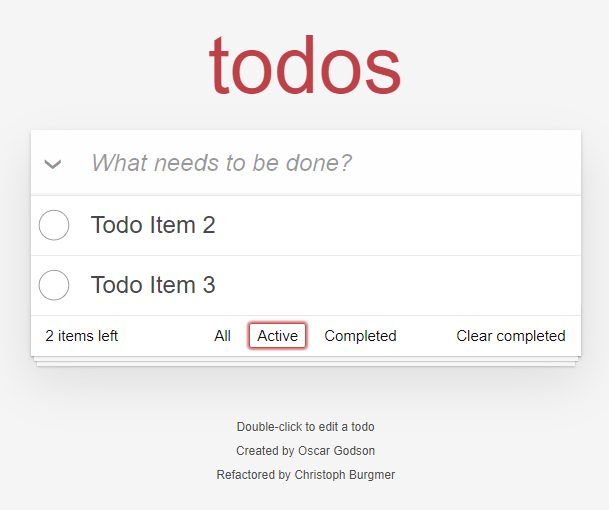 todos
What needs to be done?
Todo Item 2
Todo Item 3
2 items left All Active Completed Clear completed
Double-click to edit a todo
Created by Oscar Godson
Refactored by Christoph Burgmer